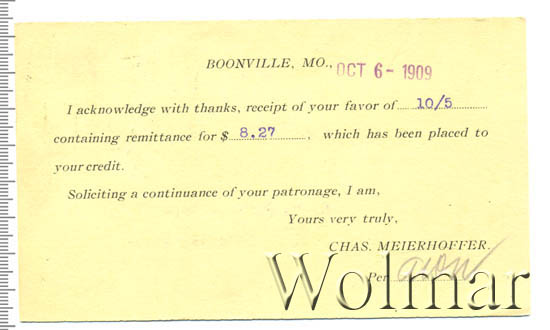 BOONVILLE, MO., OCT 6 - 1909
I acknowledge with thanks, receipt of your favor of 10/5
containing remittance for $ 8.27, which has been placed to
your credit.
Soliciting a continuance of your patronage, I am,
Yours very truly,
CHAS. MEIERHOFFER.
Per
Wolmar